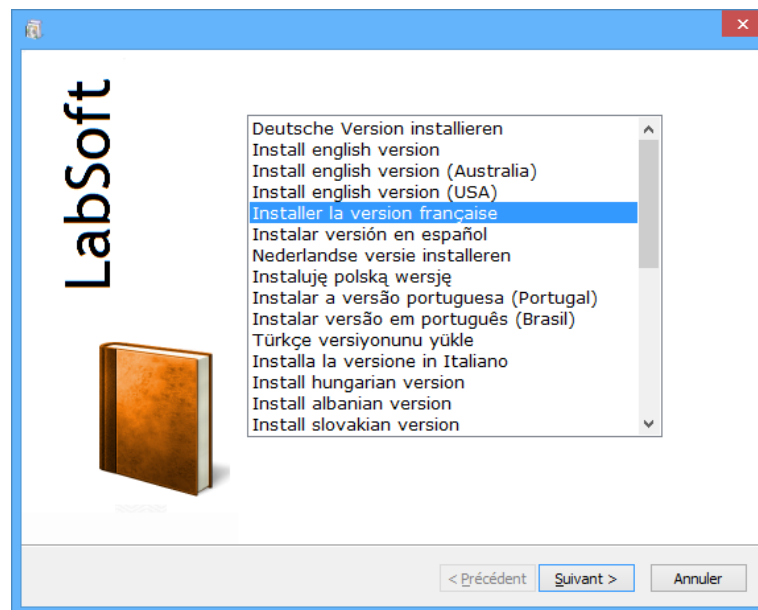 LabSoft
Deutsche Version installieren
Install english version
Install english version (Australia)
Install english version (USA)
Installer la version française
Instalar versión en español
Nederlandse versie installeren
Instaluję polską wersję
Instalar a versão portuguesa (Portugal)
Instalar versão em português (Brasil)
Türkçe versiyonunu yükle
Installa la versione in Italiano
Install hungarian version
Install albanian version
Install slovakian version
< Précédent Suivant > Annuler